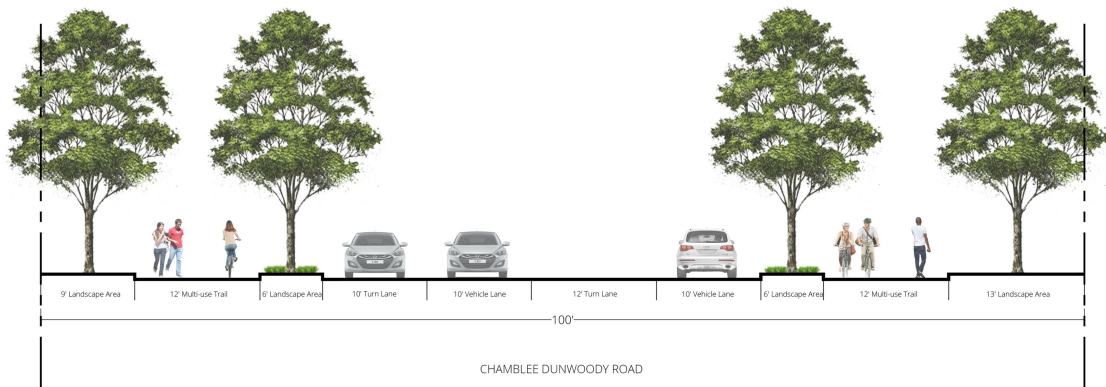 9' Landscape Area
12' Multi-use Trail
6' Landscape Area
10' Turn Lane
10' Vehicle Lane
12' Turn Lane
10' Vehicle Lane
6' Landscape Area
12' Multi-use Trail
13' Landscape Area
100'
CHAMBLEE DUNWOODY ROAD